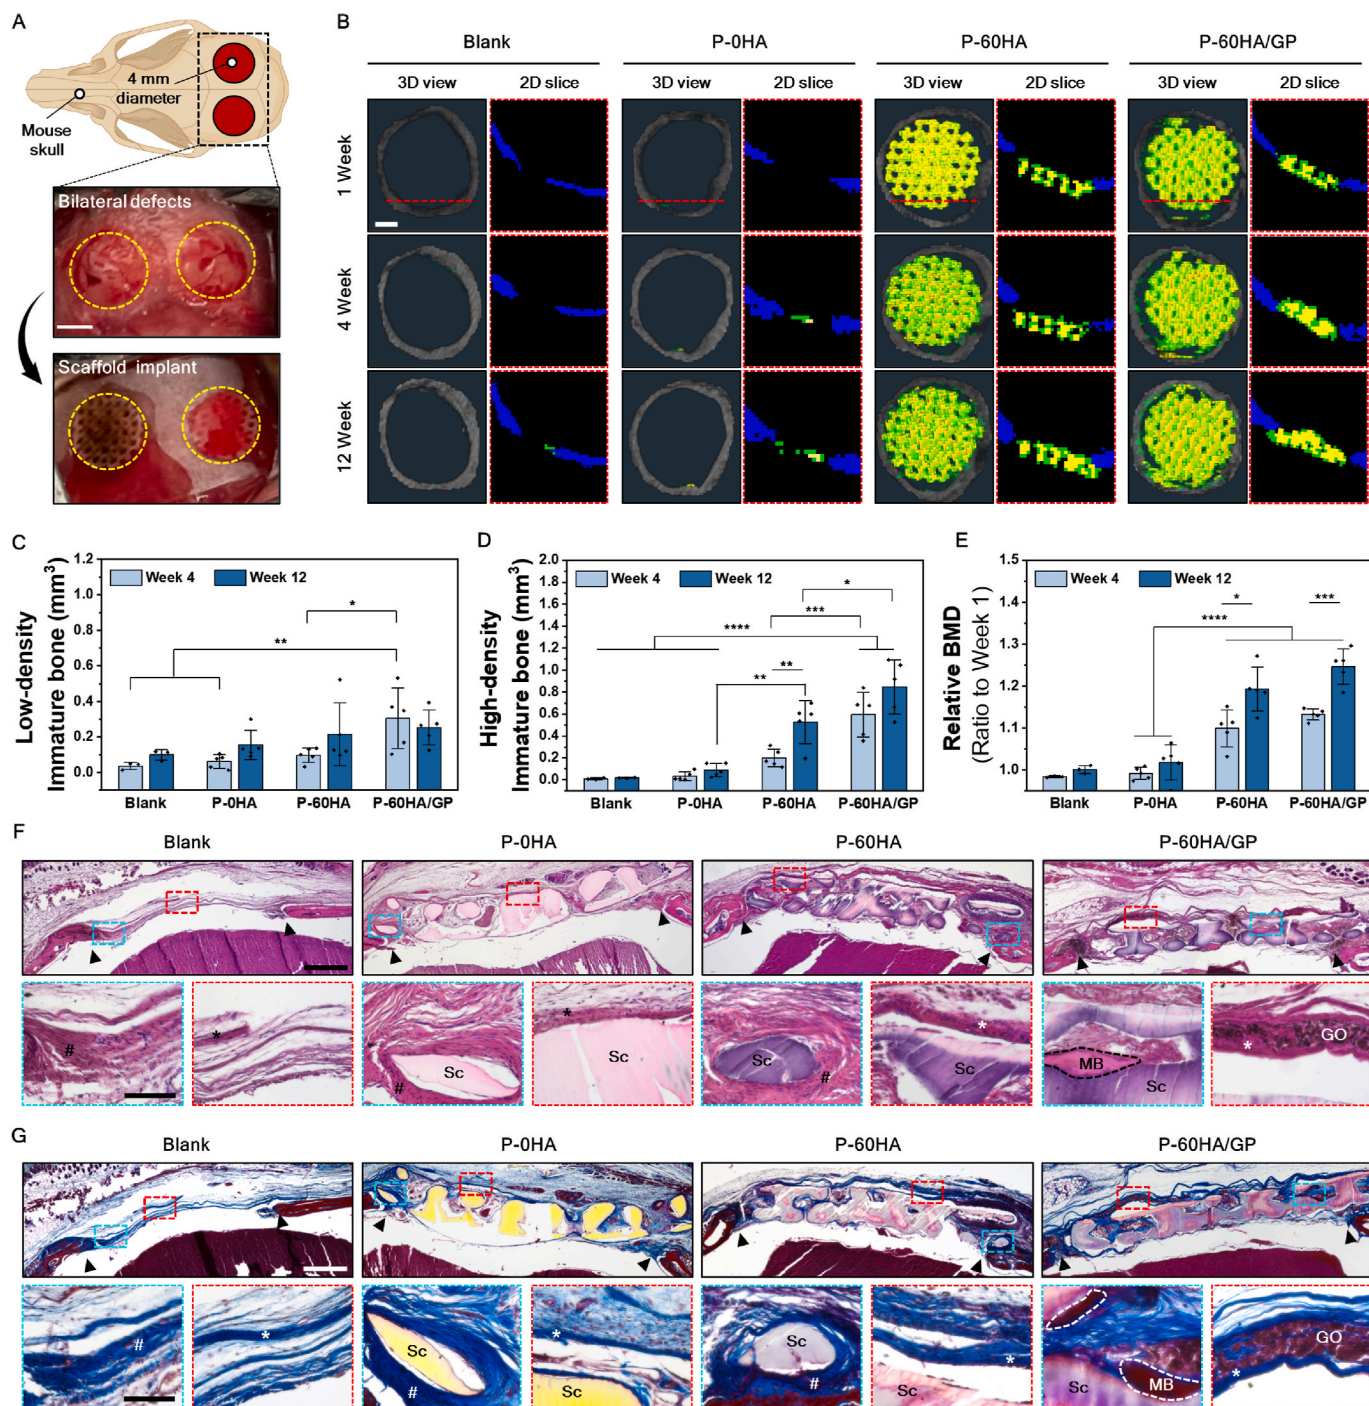 A
4 mm
diameter
Mouse
skull
Bilateral defects
Scaffold implant
B
Blank P-0HA P-60HA P-60HA/GP
3D view 2D slice 3D view 2D slice 3D view 2D slice 3D view 2D slice
1 Week
4 Week
12 Week
C
Low-density
Immature bone (mm³)
1.2
0.9
0.6
0.4
0.2
0.0
Week 4 Week 12
*
**
Blank P-0HA P-60HA P-60HA/GP
D
High-density
Immature bone (mm³)
2.0
1.8
1.6
1.4
1.2
1.0
0.8
0.6
0.4
0.2
0.0
Week 4 Week 12
*
***
****
**
**
Blank P-0HA P-60HA P-60HA/GP
E
Relative BMD
(Ratio to Week 1)
1.5
1.4
1.3
1.2
1.1
1.0
Week 4 Week 12
* ***
****
Blank P-0HA P-60HA P-60HA/GP
F
Blank P-0HA P-60HA P-60HA/GP
# * # Sc * Sc Sc # * Sc MB Sc * GO
G
Blank P-0HA P-60HA P-60HA/GP
# * Sc # * Sc Sc # * Sc Sc MB * GO